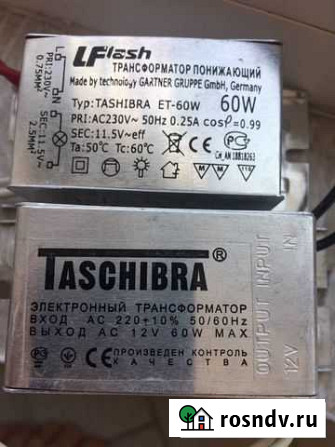 LFlash
ТРАНСФОРМАТОР ПОНИЖАЮЩИЙ
Made by technology GARTNER GRUPPE GmbH, Germany
Typ: TASHIBRA ET-60W 60W
PRI: AC230V~ 50Hz 0.25A cosρ=0.99
SEC: 11.5V~eff
Ta: 50°C Tc: 60°C
PRI: 230V~
0.75MM²
SEC: 11.5V~
2.5MM²
TASCHIBRA®
ЭЛЕКТРОННЫЙ ТРАНСФОРМАТОР
ВХОД AC 220+10% 50/60Hz
ВЫХОД AC 12V 60W MAX
CE ПРОИЗВЕДЕН КОНТРОЛЬ
КАЧЕСТВА
OUTPUT INPUT
12V IN
rosndv.ru